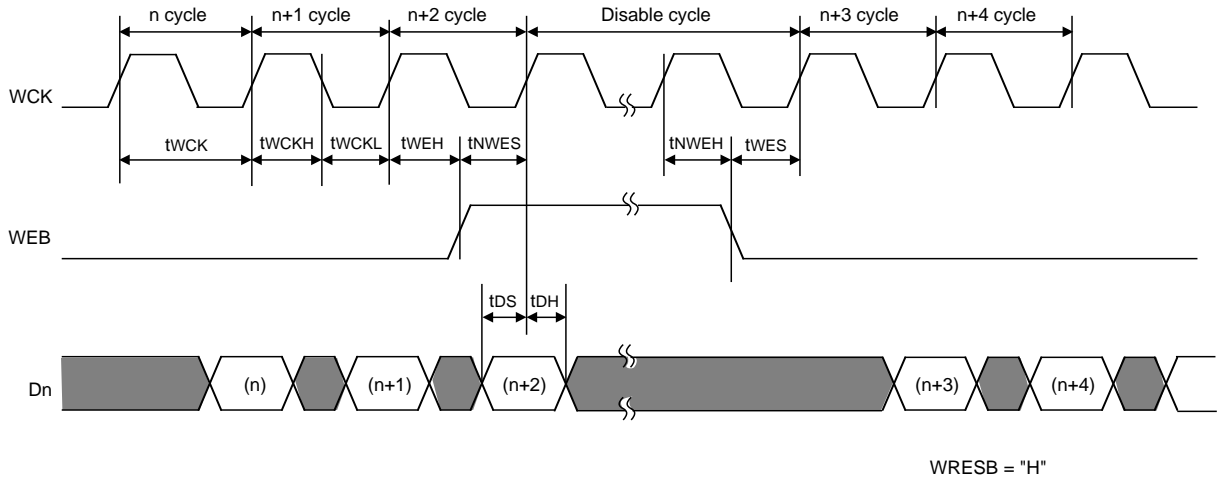 n cycle n+1 cycle n+2 cycle Disable cycle n+3 cycle n+4 cycle
WCK
tWCK tWCKH tWCKL tWEH tNWES tNWEH tWES
WEB
tDS tDH
Dn (n) (n+1) (n+2) (n+3) (n+4)
WRESB = "H"